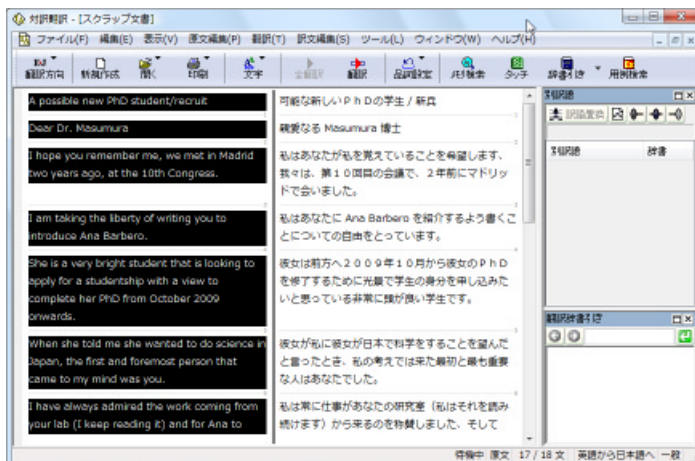 対訳翻訳 - [スクラップ文書]
ファイル(F) 編集(E) 表示(V) 原文編集(P) 翻訳(T) 訳文編集(S) ツール(L) ウィンドウ(W) ヘルプ(H)
翻訳方向 新規作成 開く 印刷 文字 全翻訳 翻訳 品詞設定 メモリ検索 タッチ 辞書引き 用例検索
A possible new PhD student/recruit
可能な新しいＰｈＤの学生 / 新兵
Dear Dr. Masumura
親愛なる Masumura 博士
I hope you remember me, we met in Madrid
two years ago, at the 10th Congress.
私はあなたが私を覚えていることを希望します、
我々は、第１０回目の会議で、２年前にマドリッ
ドで会いました。
I am taking the liberty of writing you to
introduce Ana Barbero.
私はあなたに Ana Barbero を紹介するよう書くこ
とについての自由をとっています。
She is a very bright student that is looking to
apply for a studentship with a view to
complete her PhD from October 2009
onwards.
彼女は前方へ２００９年１０月から彼女のＰｈＤ
を修了するために光景で学生の身分を申し込みた
いと思っている非常に頭が良い学生です。
When she told me she wanted to do science in
Japan, the first and foremost person that
came to my mind was you.
彼女が私に彼女が日本で科学をすることを望んだ
と言ったとき、私の考えでは来た最初と最も重要
な人はあなたでした。
I have always admired the work coming from
your lab (I keep reading it) and for Ana to
私は常に仕事があなたの研究室（私はそれを読み
続けます）から来るのを称賛しました、そして
別訳語
訳語置換
別訳語 辞書
翻訳辞書引き
待機中 原文 17 / 18 文 英語から日本語へ 一般